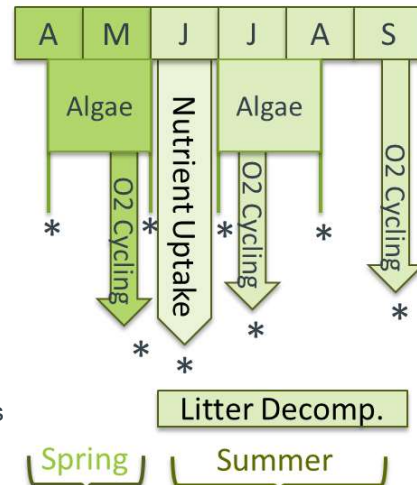 A M J J A S
Algae
Algae
O2 Cycling
Nutrient Uptake
O2 Cycling
O2 Cycling
* * * *
*
*
*
*
s
Litter Decomp.
Spring
Summer